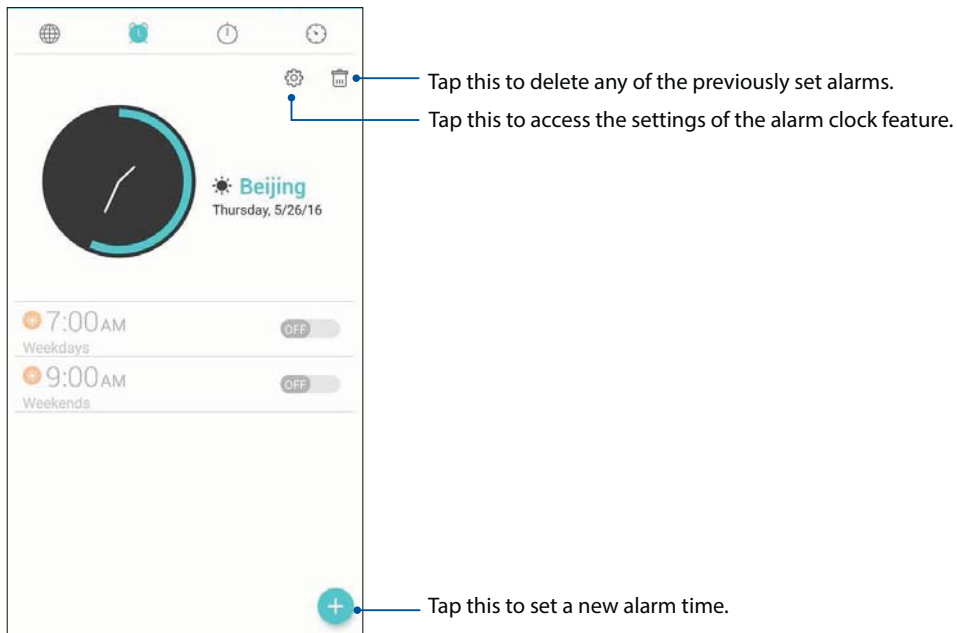 Tap this to delete any of the previously set alarms.
Tap this to access the settings of the alarm clock feature.
Beijing
Thursday, 5/26/16
7:00AM
OFF
Weekdays
9:00AM
OFF
Weekends
Tap this to set a new alarm time.